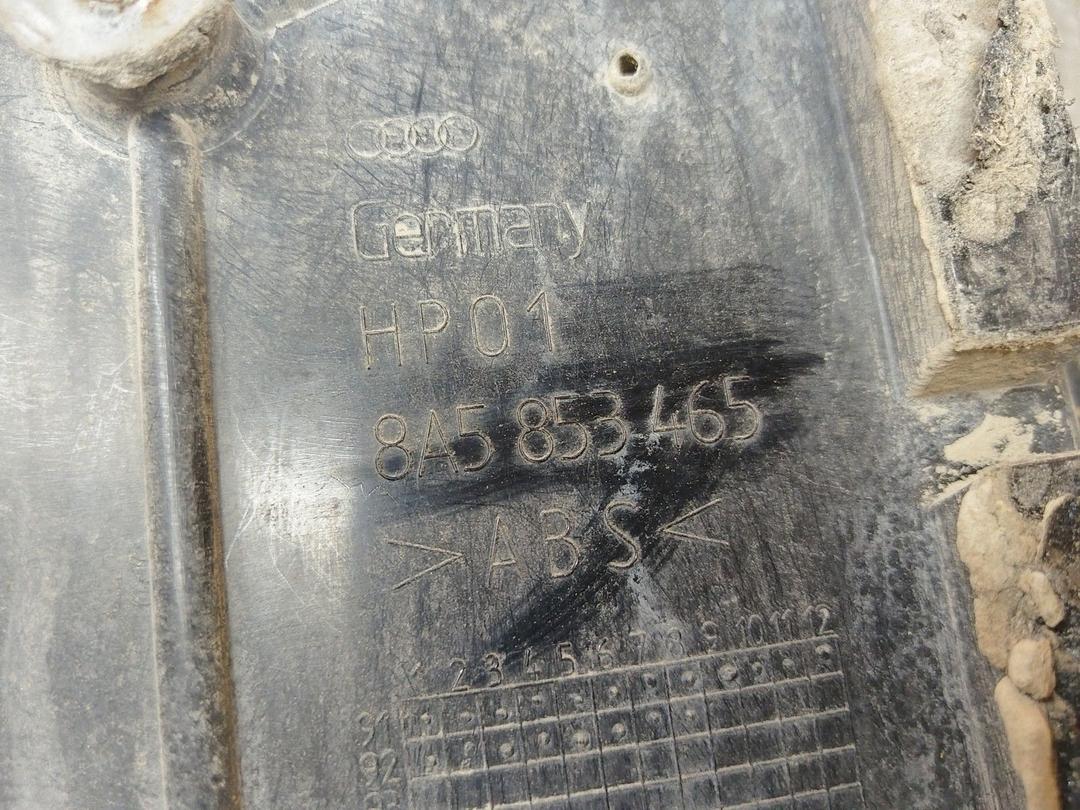 Germany
HP01
8A5 853 465
>ABS<
2 3 4 5 6 7 8 9 10 11 12
91
92